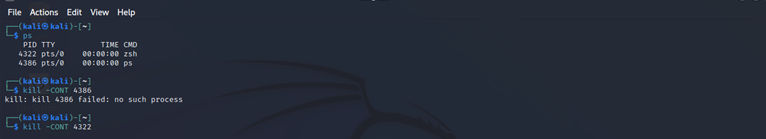 File Actions Edit View Help
┌──(kali㉿kali)-[~]
└─$ ps
    PID TTY          TIME CMD
   4322 pts/0    00:00:00 zsh
   4386 pts/0    00:00:00 ps
┌──(kali㉿kali)-[~]
└─$ kill -CONT 4386
kill: kill 4386 failed: no such process
┌──(kali㉿kali)-[~]
└─$ kill -CONT 4322